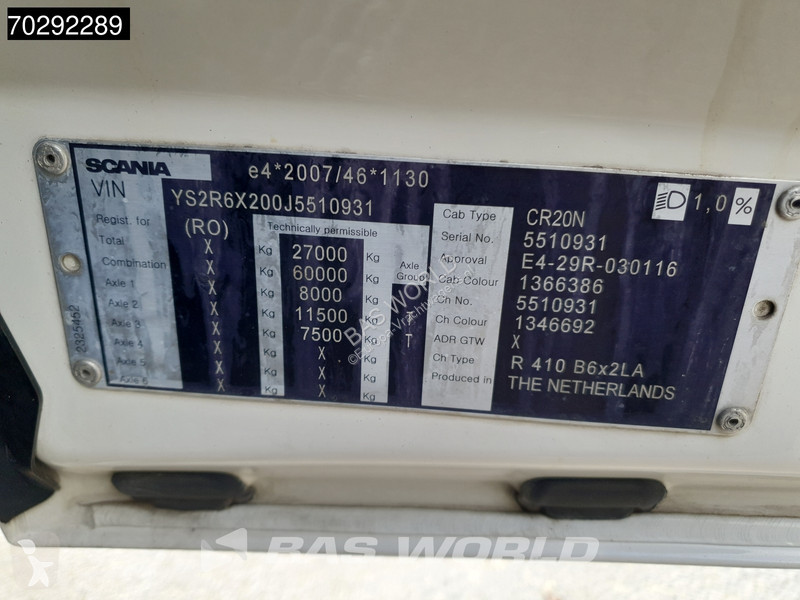 70292289
SCANIA
e4*2007/46*1130
VIN YS2R6X200J5510931
1,0%
Regist. for (RO) Technically permissible Cab Type CR20N
Total X Kg 27000 Kg Axle Group Serial No. 5510931
Combination X Kg 60000 Kg Approval E4-29R-030116
Axle 1 X Kg 8000 Kg Cab Colour 1366386
Axle 2 X Kg 11500 Kg Ch No. 5510931
Axle 3 X Kg 7500 Kg T Ch Colour 1346692
Axle 4 X Kg X Kg ADR GTW X
Axle 5 X Kg X Kg Ch Type R 410 B6x2LA
Axle 6 X Kg X Kg Produced in THE NETHERLANDS
2325452
BAS WORLD
BAS WORLD